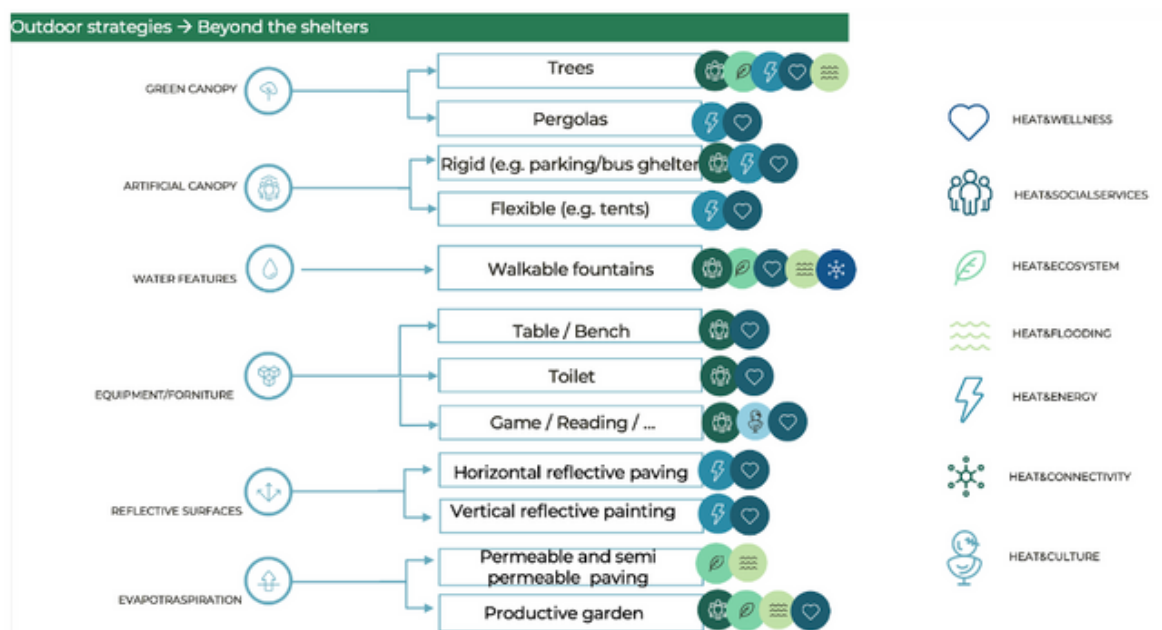 Outdoor strategies → Beyond the shelters
GREEN CANOPY
Trees
Pergolas
ARTIFICIAL CANOPY
Rigid (e.g. parking/bus ghelter
Flexible (e.g. tents)
WATER FEATURES
Walkable fountains
EQUIPMENT/FORNITURE
Table / Bench
Toilet
Game / Reading / ...
REFLECTIVE SURFACES
Horizontal reflective paving
Vertical reflective painting
EVAPOTRASPIRATION
Permeable and semi
permeable paving
Productive garden
HEAT&WELLNESS
HEAT&SOCIALSERVICES
HEAT&ECOSYSTEM
HEAT&FLOODING
HEAT&ENERGY
HEAT&CONNECTIVITY
HEAT&CULTURE